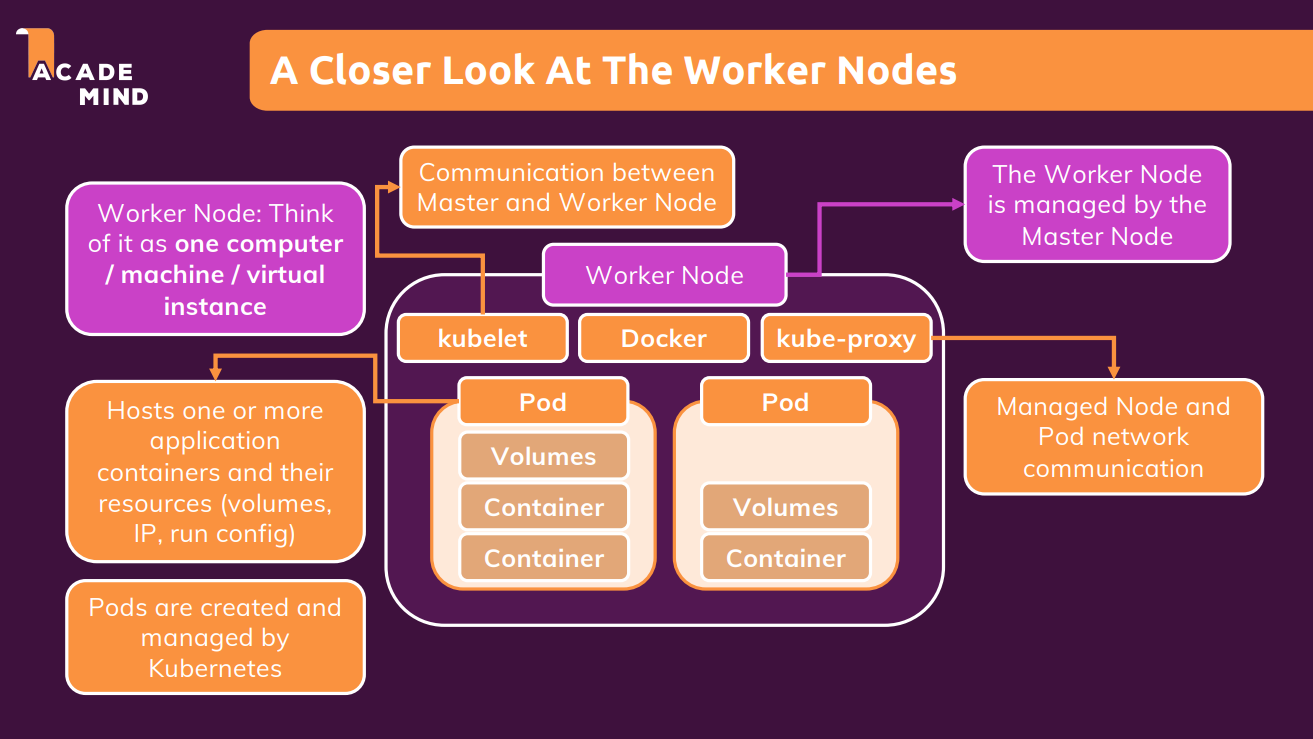 ACADE
MIND
A Closer Look At The Worker Nodes
Communication between
Master and Worker Node
The Worker Node
is managed by the
Master Node
Worker Node: Think
of it as one computer
/ machine / virtual
instance
Worker Node
kubelet
Docker
kube-proxy
Pod
Volumes
Container
Container
Pod
Volumes
Container
Hosts one or more
application
containers and their
resources (volumes,
IP, run config)
Managed Node and
Pod network
communication
Pods are created and
managed by
Kubernetes